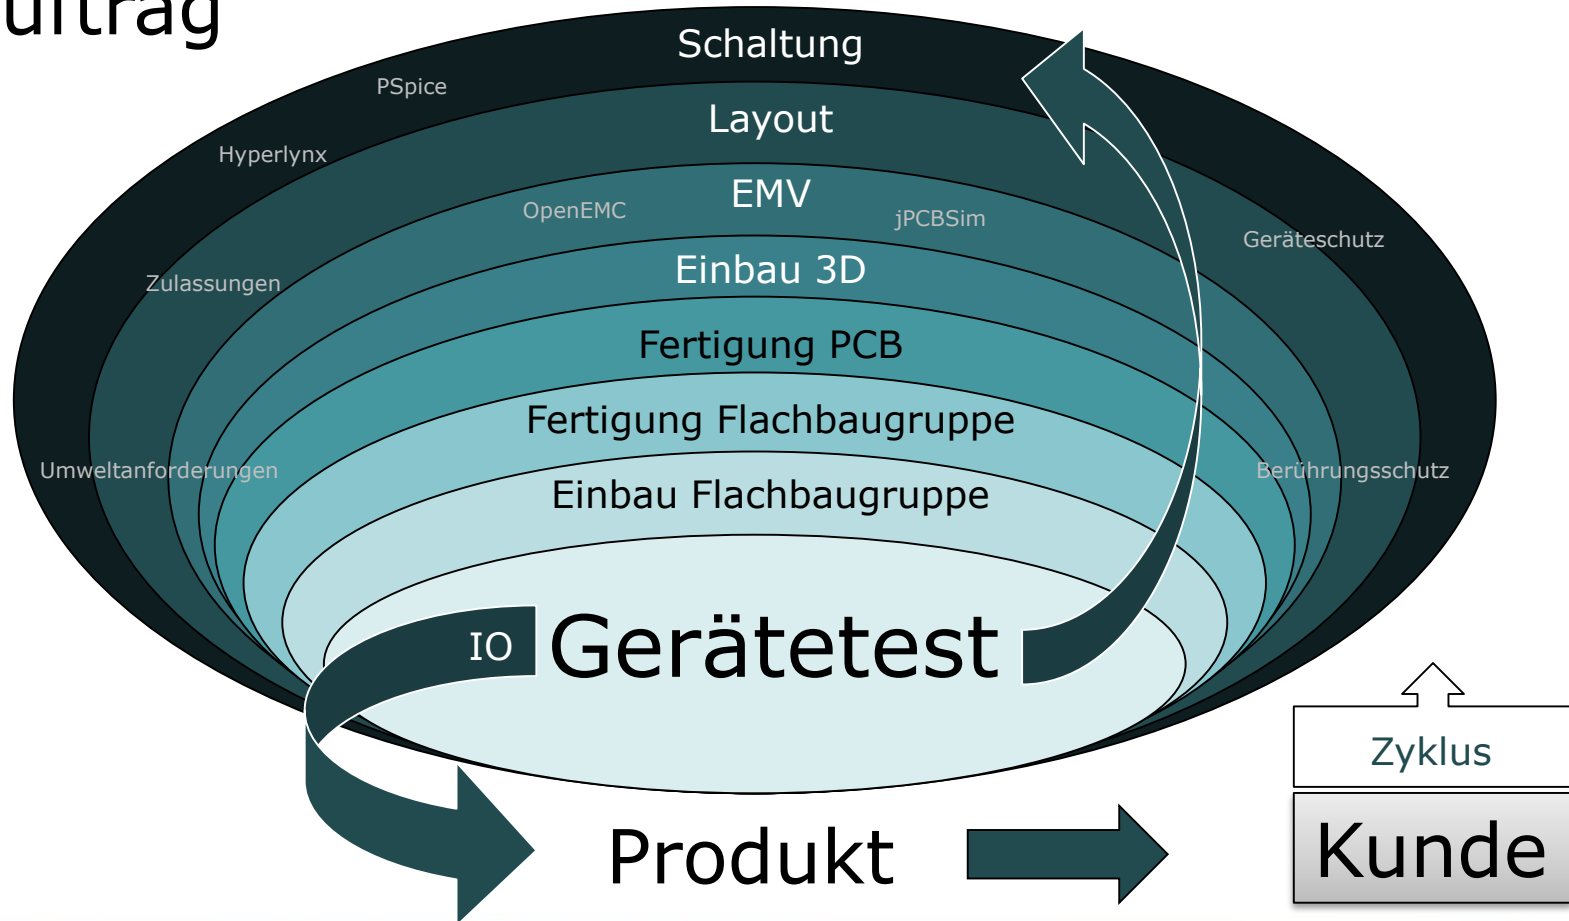 uftrag
Schaltung
PSpice
Layout
Hyperlynx
EMV
OpenEMC
jPCBSim
Geräteschutz
Einbau 3D
Zulassungen
Fertigung PCB
Fertigung Flachbaugruppe
Umweltanforderungen
Berührungsschutz
Einbau Flachbaugruppe
IO
Gerätetest
Zyklus
Produkt
Kunde